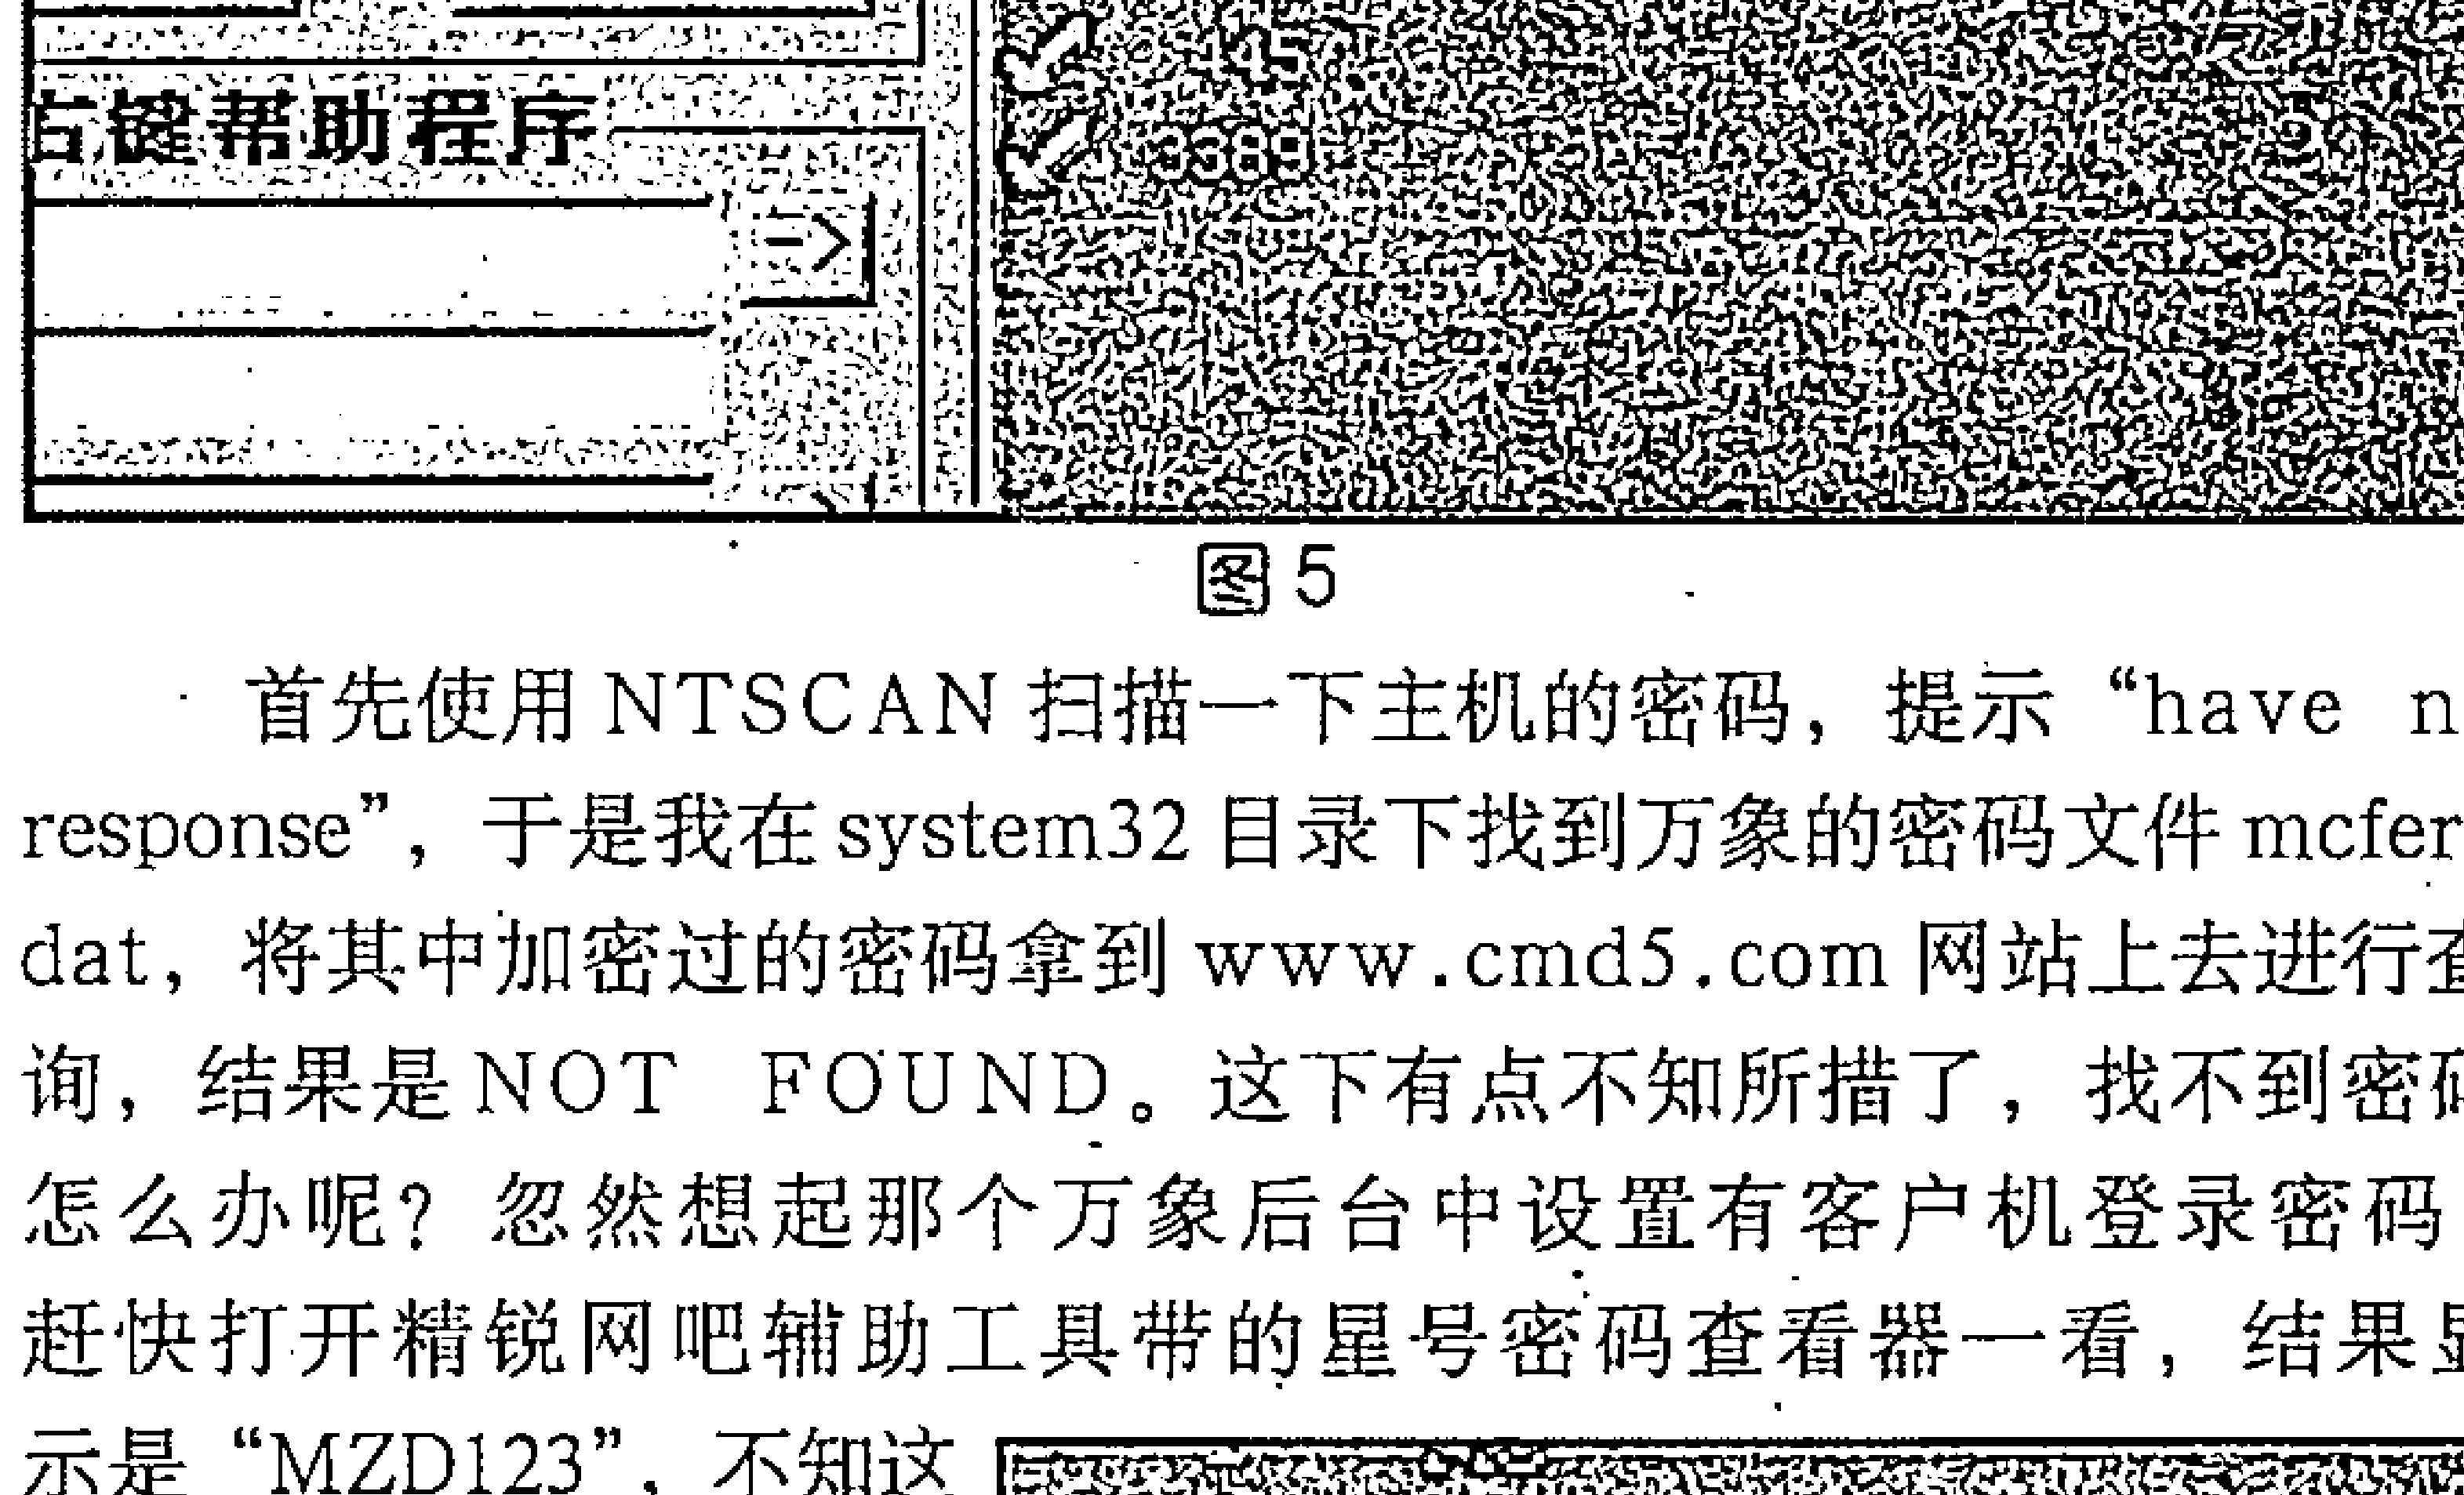 右键帮助程序
445
3389
图5
首先使用NTSCAN扫描一下主机的密码，提示“have n
response”，于是我在system32目录下找到万象的密码文件mcfer
dat，将其中加密过的密码拿到www.cmd5.com网站上去进行查
询，结果是NOT FOUND。这下有点不知所措了，找不到密码
怎么办呢？忽然想起那个万象后台中设置有客户机登录密码
赶快打开精锐网吧辅助工具带的星号密码查看器一看，结果显
示是“MZD123”，不知这